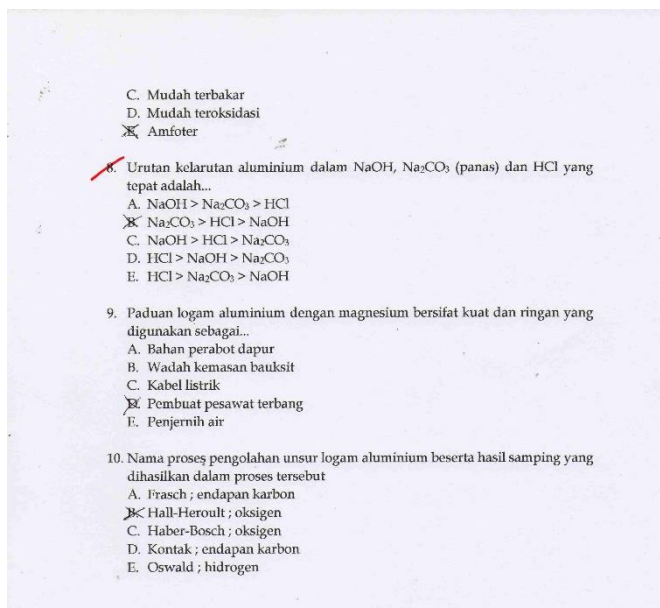 C. Mudah terbakar
D. Mudah teroksidasi
E. Amfoter
8. Urutan kelarutan aluminium dalam NaOH, Na₂CO₃ (panas) dan HCl yang
tepat adalah...
A. NaOH > Na₂CO₃ > HCl
B. Na₂CO₃ > HCl > NaOH
C. NaOH > HCl > Na₂CO₃
D. HCl > NaOH > Na₂CO₃
E. HCl > Na₂CO₃ > NaOH
9. Paduan logam aluminium dengan magnesium bersifat kuat dan ringan yang
digunakan sebagai...
A. Bahan perabot dapur
B. Wadah kemasan bauksit
C. Kabel listrik
D. Pembuat pesawat terbang
E. Penjernih air
10. Nama proses pengolahan unsur logam aluminium beserta hasil samping yang
dihasilkan dalam proses tersebut
A. Frasch ; endapan karbon
B. Hall-Heroult ; oksigen
C. Haber-Bosch ; oksigen
D. Kontak ; endapan karbon
E. Oswald ; hidrogen